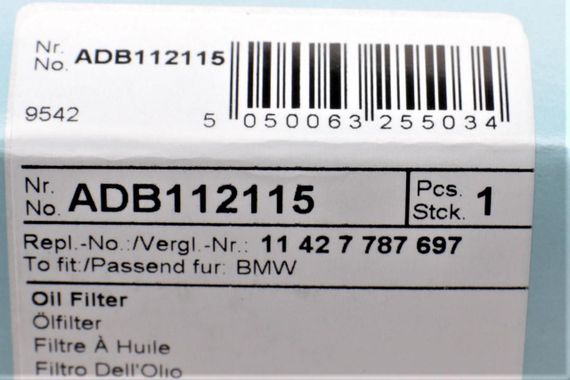 Nr.
No. ADB112115
9542
5 050063 255034
Nr.
No. ADB112115
Pcs.
Stck. 1
Repl.-No.:/Vergl.-Nr.: 11 42 7 787 697
To fit:/Passend fur: BMW
Oil Filter
Ölfilter
Filtre À Huile
Filtro Dell'Olio